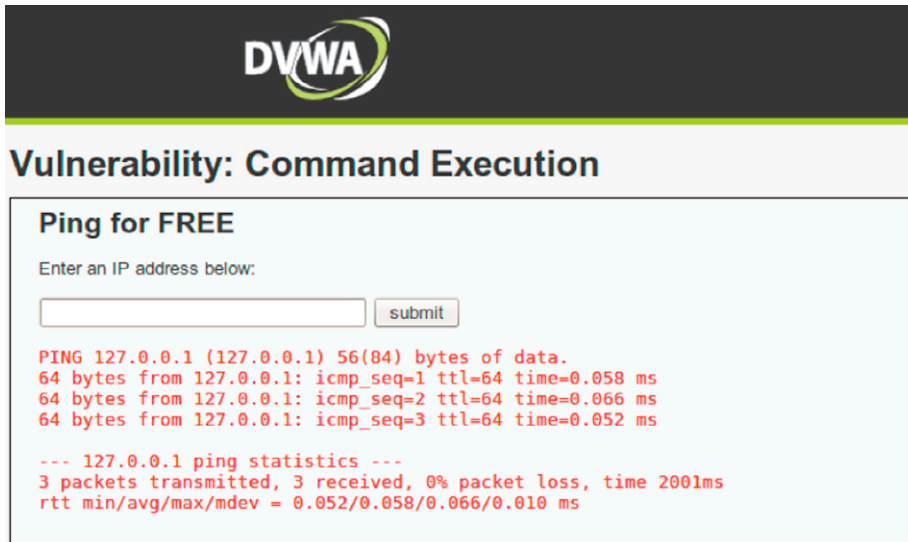 DVWA
Vulnerability: Command Execution
Ping for FREE
Enter an IP address below:
submit
PING 127.0.0.1 (127.0.0.1) 56(84) bytes of data.
64 bytes from 127.0.0.1: icmp_seq=1 ttl=64 time=0.058 ms
64 bytes from 127.0.0.1: icmp_seq=2 ttl=64 time=0.066 ms
64 bytes from 127.0.0.1: icmp_seq=3 ttl=64 time=0.052 ms
--- 127.0.0.1 ping statistics ---
3 packets transmitted, 3 received, 0% packet loss, time 2001ms
rtt min/avg/max/mdev = 0.052/0.058/0.066/0.010 ms